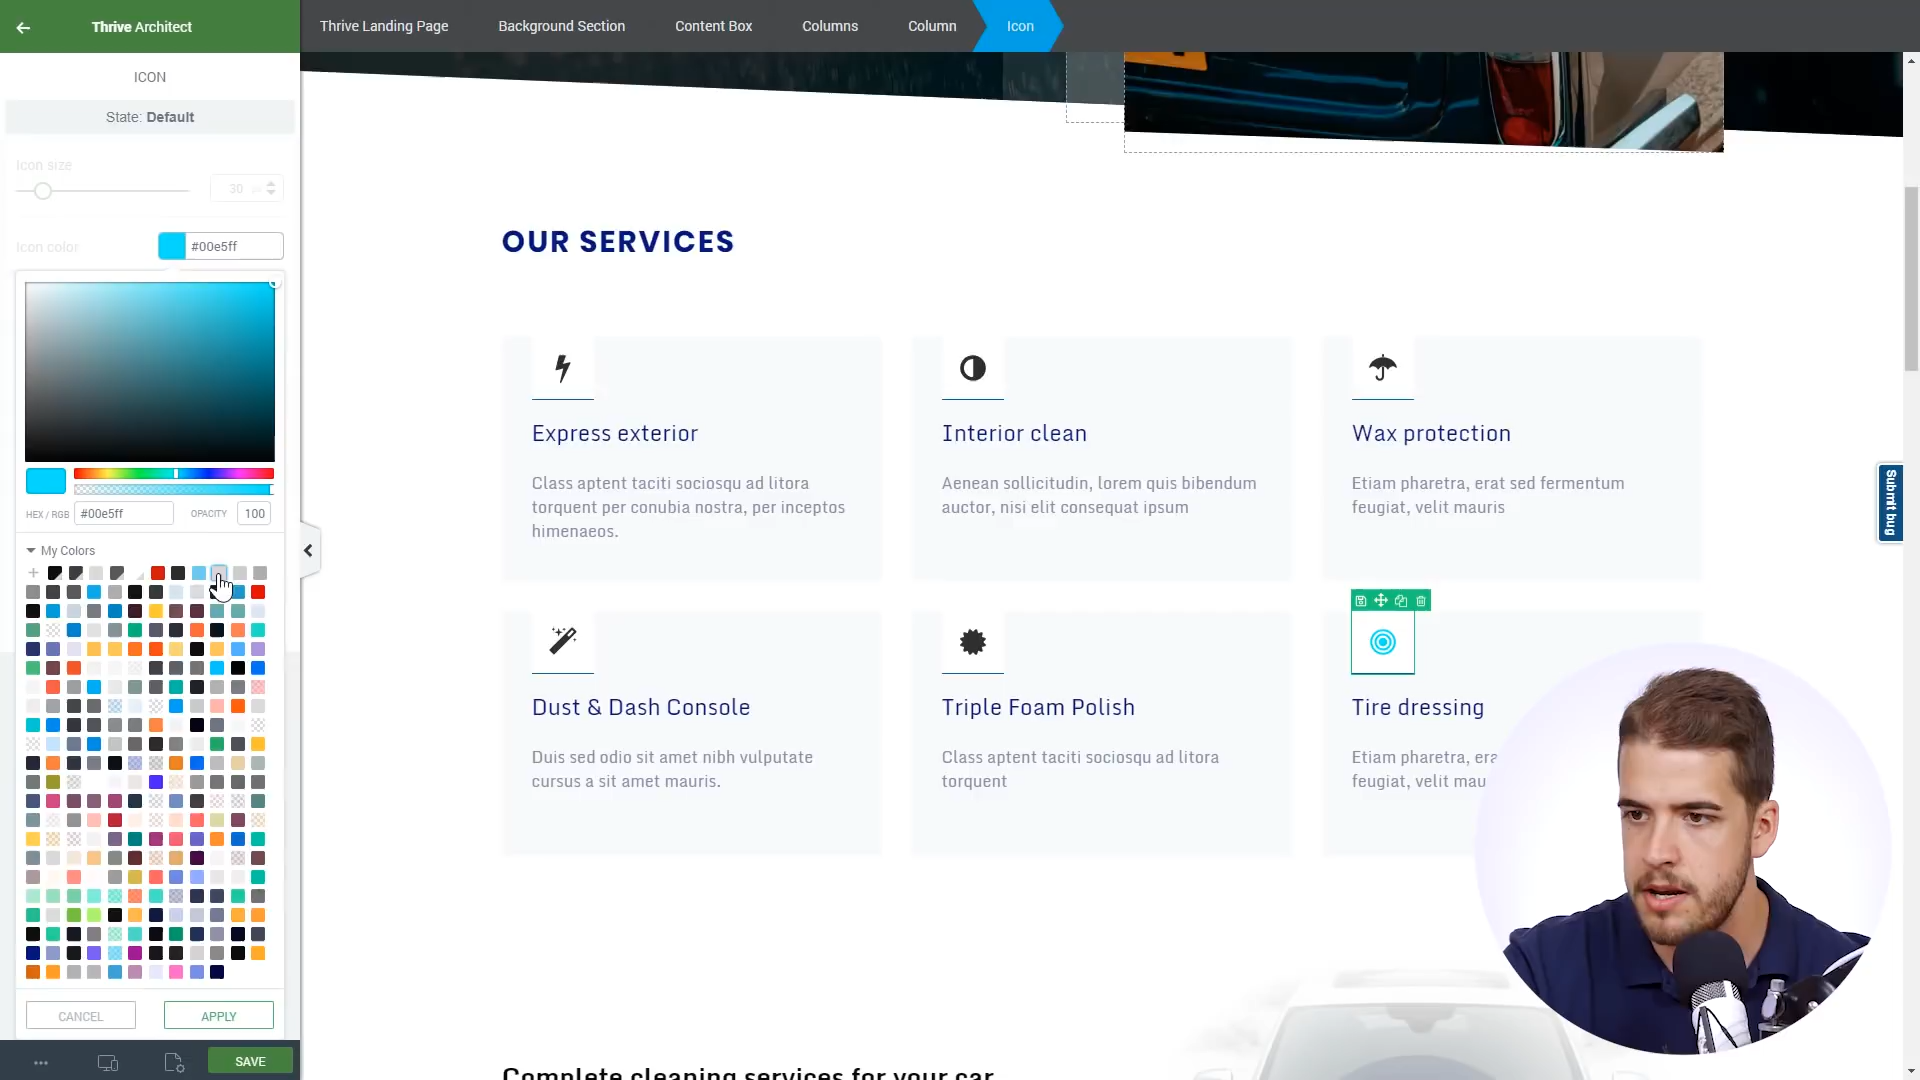 Thrive Architect
Thrive Landing Page
Background Section
Content Box
Columns
Column
Icon
ICON
State: Default
Icon size
30
Icon color
#00e5ff
HEX / RGB
#00e5ff
OPACITY
100
My Colors
CANCEL
APPLY
SAVE
OUR SERVICES
Express exterior
Class aptent taciti sociosqu ad litora
torquent per conubia nostra, per inceptos
himenaeos.
Interior clean
Aenean sollicitudin, lorem quis bibendum
auctor, nisi elit consequat ipsum
Wax protection
Etiam pharetra, erat sed fermentum
feugiat, velit mauris
Dust & Dash Console
Duis sed odio sit amet nibh vulputate
cursus a sit amet mauris.
Triple Foam Polish
Class aptent taciti sociosqu ad litora
torquent
Tire dressing
Etiam pharetra, era
feugiat, velit mau
Submit bug
Complete cleaning services for your car